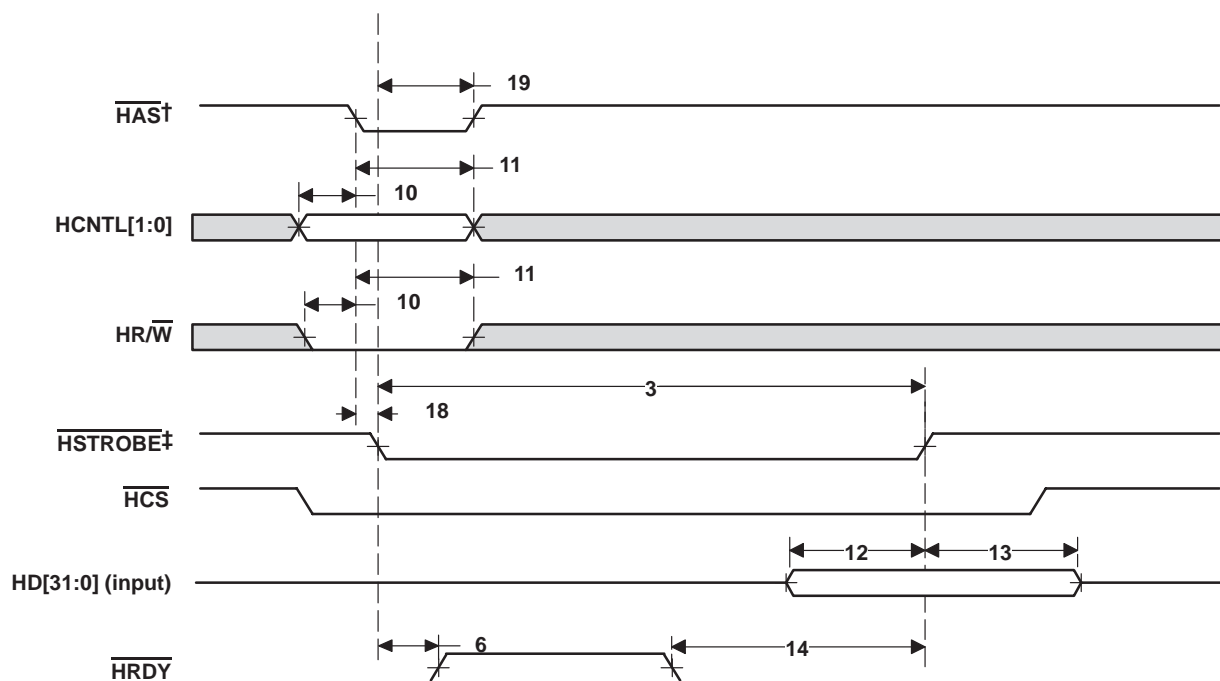 19
HAS†
11
10
HCNTL[1:0]
11
10
HR/W
3
18
HSTROBE‡
HCS
12
13
HD[31:0] (input)
6
14
HRDY